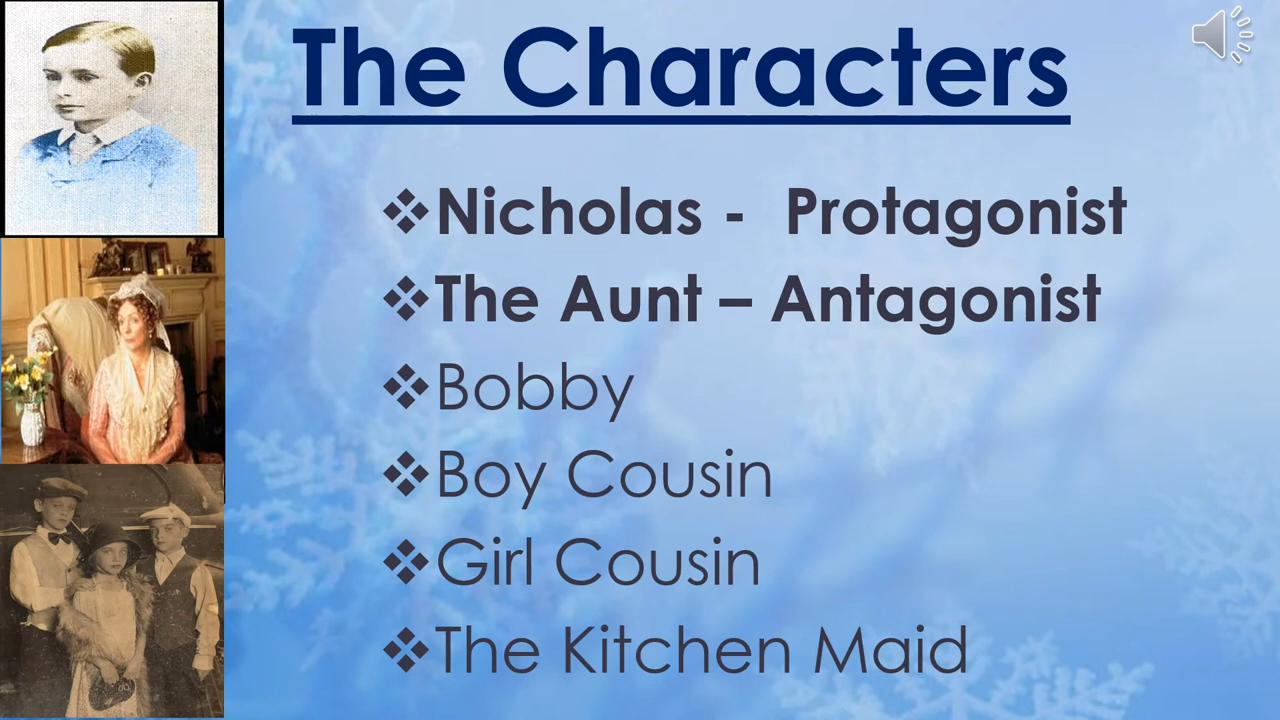 The Characters
❖Nicholas - Protagonist
❖The Aunt – Antagonist
❖Bobby
❖Boy Cousin
❖Girl Cousin
❖The Kitchen Maid